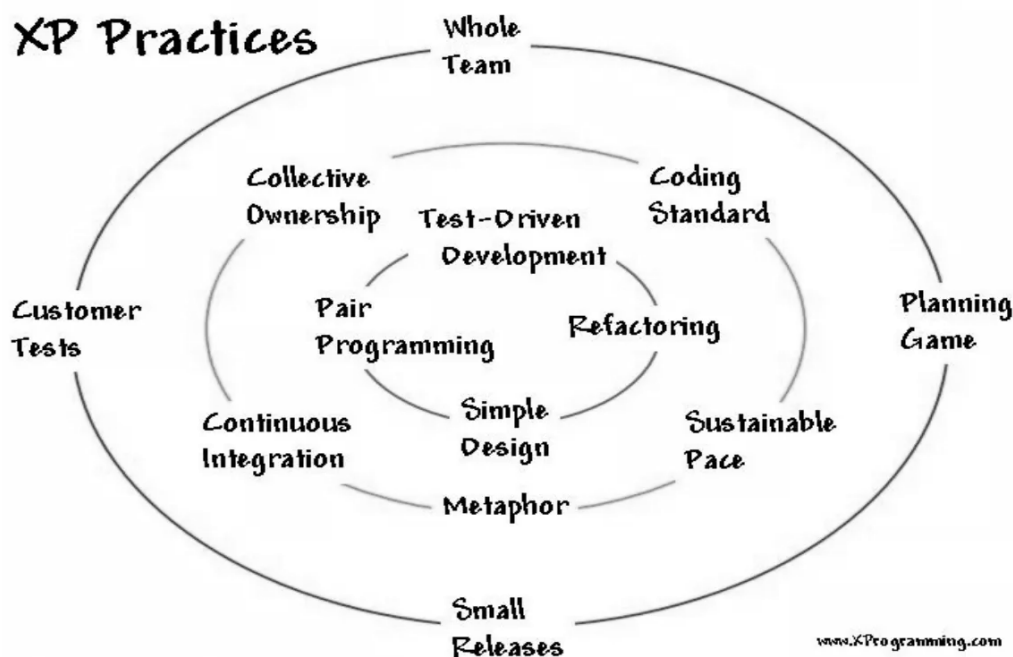 XP Practices
Whole
Team
Collective
Ownership
Coding
Standard
Test-Driven
Development
Customer
Tests
Pair
Programming
Refactoring
Planning
Game
Simple
Design
Continuous
Integration
Sustainable
Pace
Metaphor
Small
Releases
www.XProgramming.com